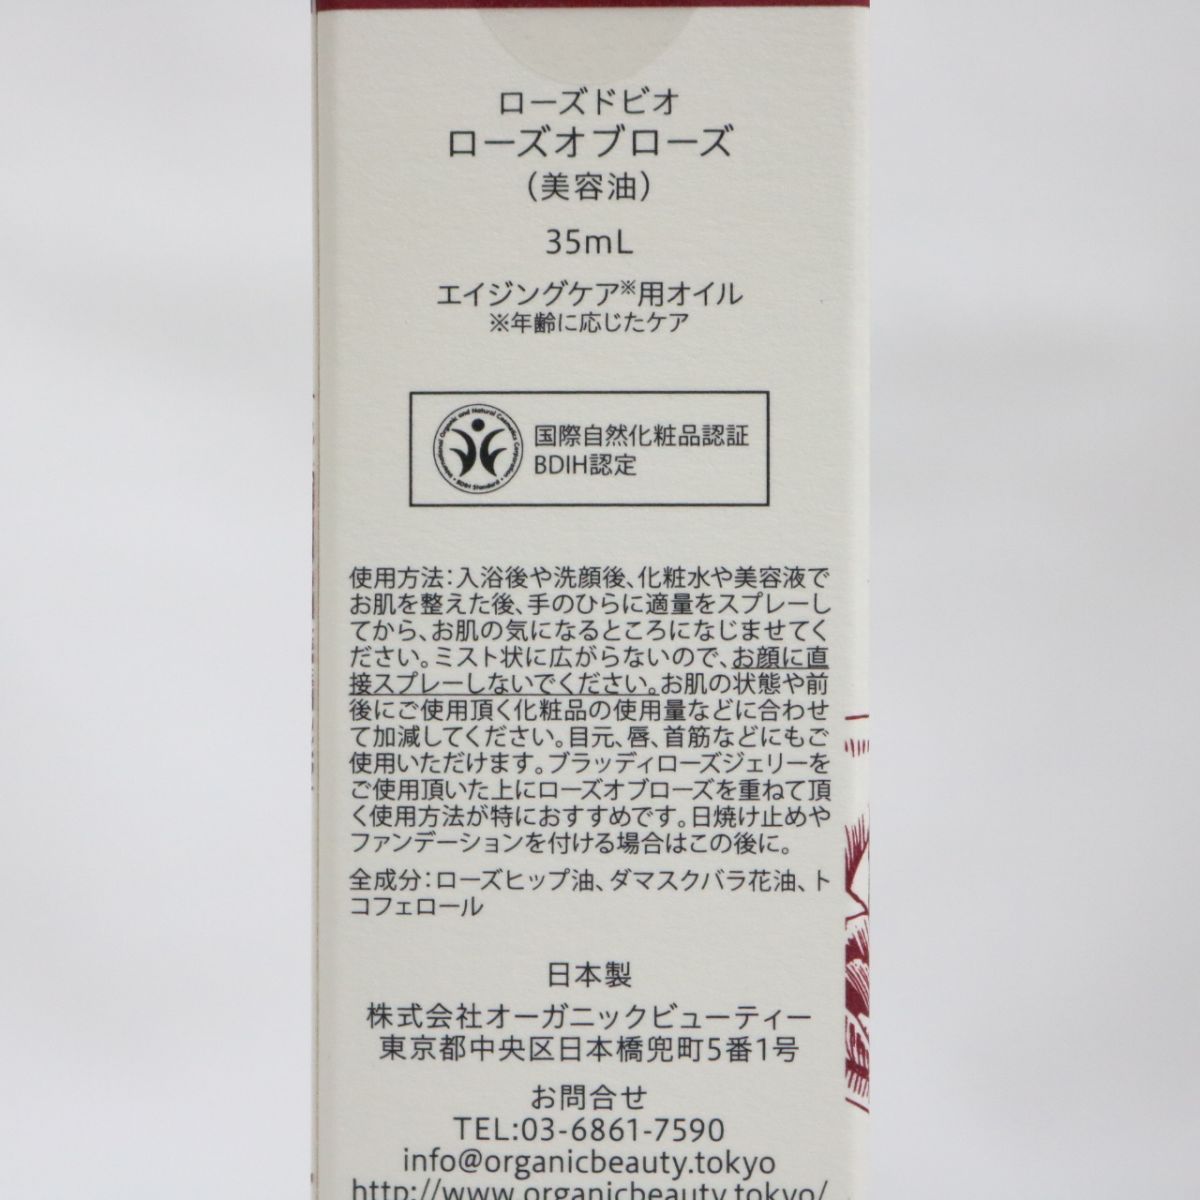 ローズドビオ
ローズオブローズ
(美容油)
35mL
エイジングケア※用オイル
※年齢に応じたケア
International Organic and Natural Cosmetics Corporation
BDIH Standard
国際自然化粧品認証
BDIH認定
使用方法:入浴後や洗顔後、化粧水や美容液で
お肌を整えた後、手のひらに適量をスプレーし
てから、お肌の気になるところになじませてく
ださい。ミスト状に広がらないので、お顔に直
接スプレーしないでください。お肌の状態や前
後にご使用頂く化粧品の使用量などに合わせ
て加減してください。目元、唇、首筋などにもご
使用いただけます。ブラッディローズジェリーを
ご使用頂いた上にローズオブローズを重ねて頂
く使用方法が特におすすめです。日焼け止めや
ファンデーションを付ける場合はこの後に。
全成分:ローズヒップ油、ダマスクバラ花油、ト
コフェロール
日本製
株式会社オーガニックビューティー
東京都中央区日本橋兜町5番1号
お問合せ
TEL:03-6861-7590
info@organicbeauty.tokyo
http://www.organicbeauty.tokyo/